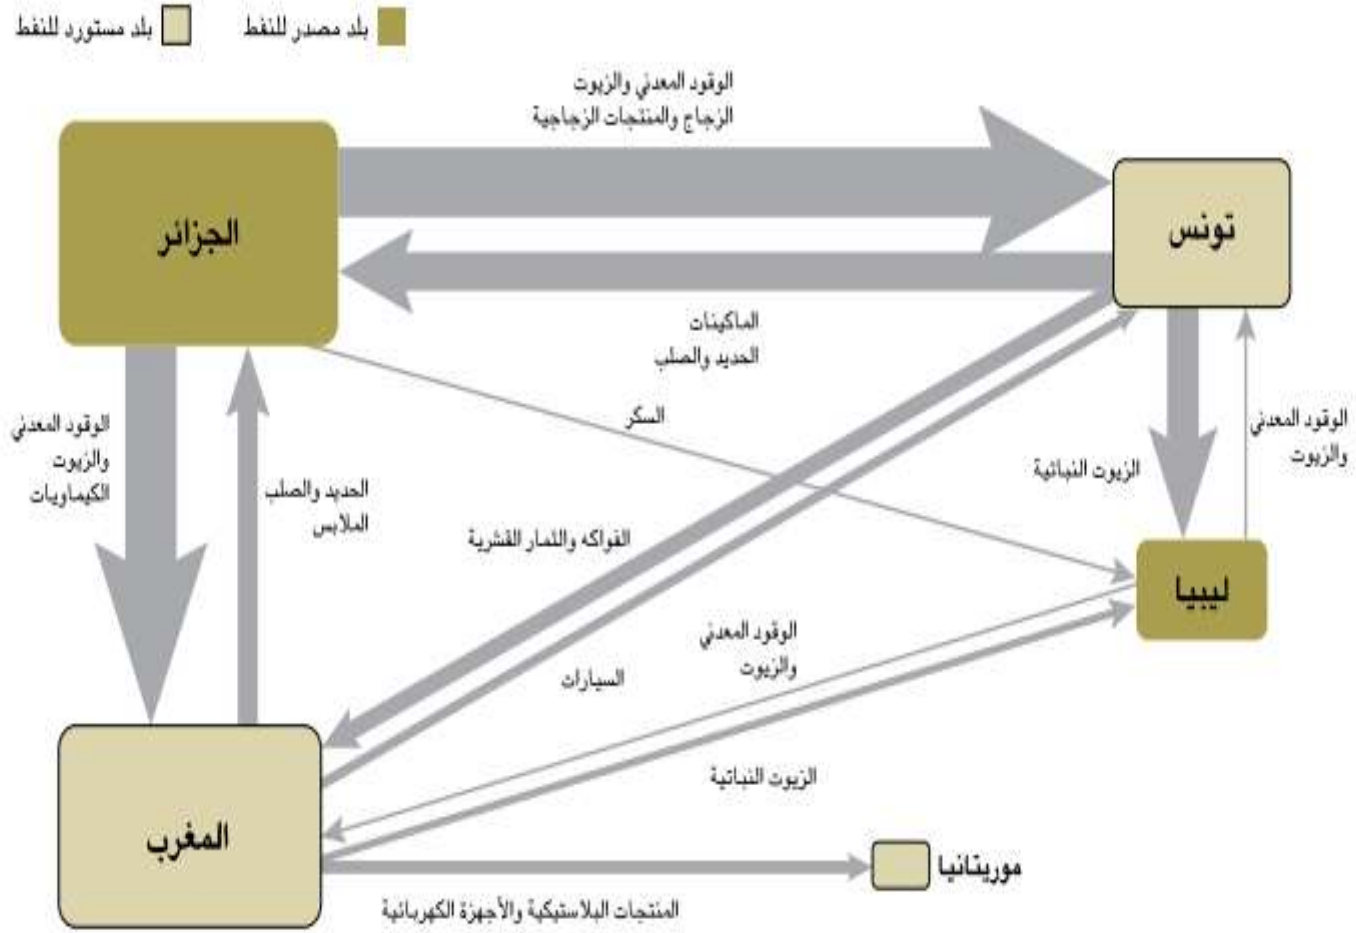 بلد مصدر للنفط
بلد مستورد للنفط
الوقود المعدني والزيوت
الزجاج والمنتجات الزجاجية
الجزائر
تونس
الماكينات
الحديد والصلب
السكر
الوقود المعدني
والزيوت
الكيماويات
الحديد والصلب
الملابس
الوقود المعدني
والزيوت
الزيوت النباتية
الفواكه والثمار القشرية
ليبيا
الوقود المعدني
والزيوت
السيارات
الزيوت النباتية
المغرب
موريتانيا
المنتجات البلاستيكية والأجهزة الكهربائية